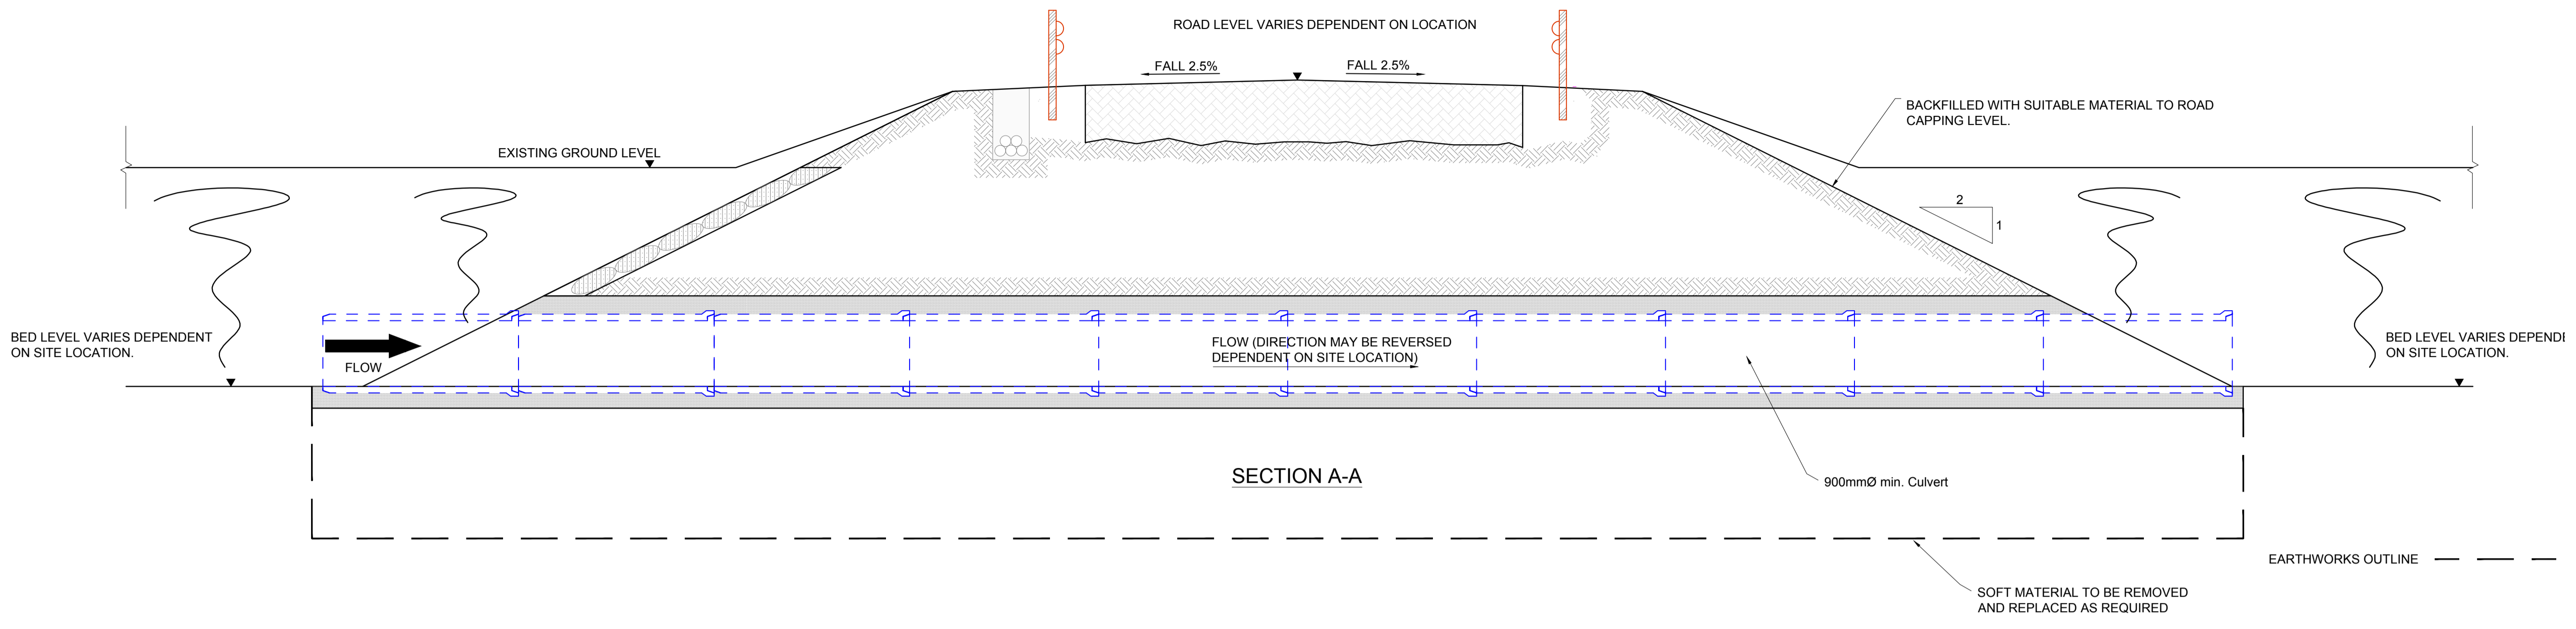 ROAD LEVEL VARIES DEPENDENT ON LOCATION
FALL 2.5%
FALL 2.5%
BACKFILLED WITH SUITABLE MATERIAL TO ROAD
CAPPING LEVEL.
EXISTING GROUND LEVEL
2
1
BED LEVEL VARIES DEPENDENT
ON SITE LOCATION.
FLOW
FLOW (DIRECTION MAY BE REVERSED
DEPENDENT ON SITE LOCATION)
BED LEVEL VARIES DEPENDE
ON SITE LOCATION.
SECTION A-A
900mmØ min. Culvert
EARTHWORKS OUTLINE
SOFT MATERIAL TO BE REMOVED
AND REPLACED AS REQUIRED